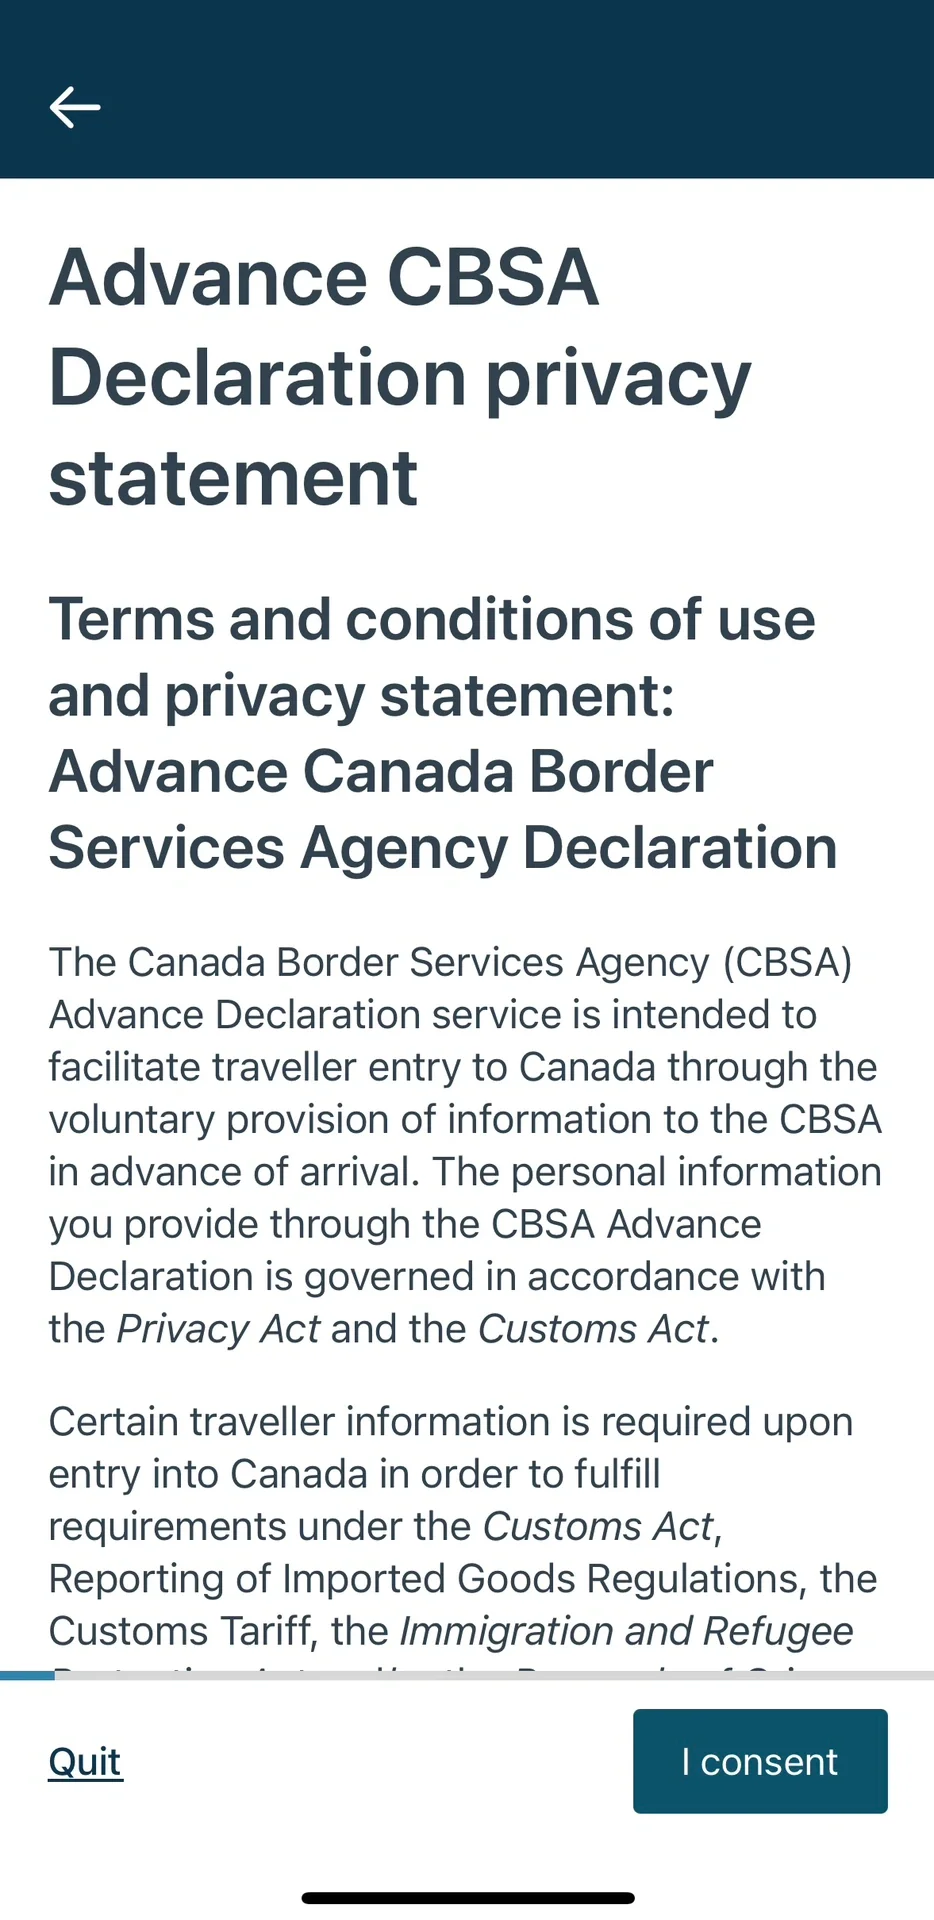 Advance CBSA
Declaration privacy
statement
Terms and conditions of use
and privacy statement:
Advance Canada Border
Services Agency Declaration
The Canada Border Services Agency (CBSA)
Advance Declaration service is intended to
facilitate traveller entry to Canada through the
voluntary provision of information to the CBSA
in advance of arrival. The personal information
you provide through the CBSA Advance
Declaration is governed in accordance with
the Privacy Act and the Customs Act.
Certain traveller information is required upon
entry into Canada in order to fulfill
requirements under the Customs Act,
Reporting of Imported Goods Regulations, the
Customs Tariff, the Immigration and Refugee
Quit
I consent